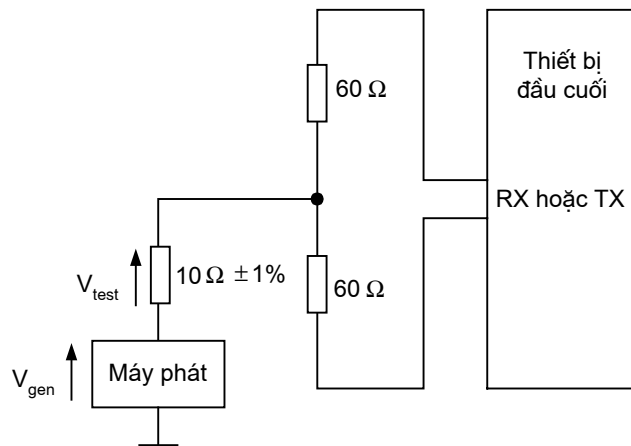 Thiết bị
đầu cuối
60 Ω
RX hoặc TX
10 Ω ±1%
V_test
60 Ω
Máy phát
V_gen